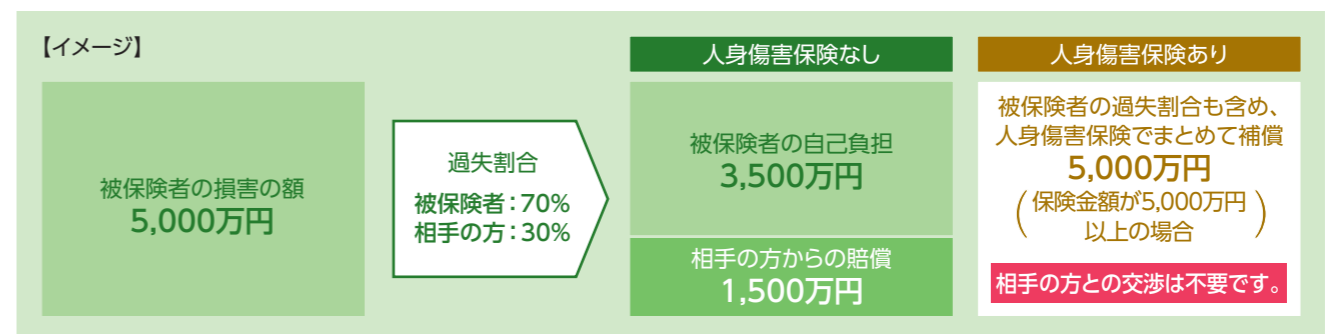 【イメージ】
被保険者の損害の額
5,000万円
過失割合
被保険者：70%
相手の方：30%
人身傷害保険なし
被保険者の自己負担
3,500万円
相手の方からの賠償
1,500万円
人身傷害保険あり
被保険者の過失割合も含め、
人身傷害保険でまとめて補償
5,000万円
（保険金額が5,000万円
以上の場合）
相手の方との交渉は不要です。